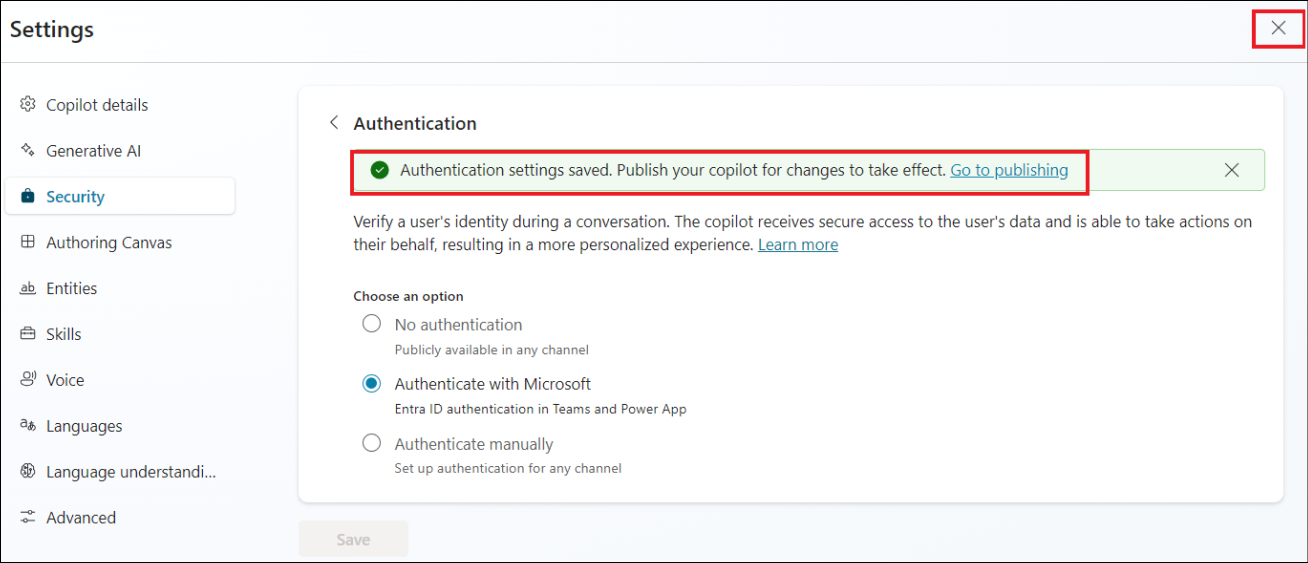 Settings
Copilot details
Generative AI
Security
Authoring Canvas
Entities
Skills
Voice
Languages
Language understandi...
Advanced
Authentication
Authentication settings saved. Publish your copilot for changes to take effect. Go to publishing
Verify a user's identity during a conversation. The copilot receives secure access to the user's data and is able to take actions on
their behalf, resulting in a more personalized experience. Learn more
Choose an option
No authentication
Publicly available in any channel
Authenticate with Microsoft
Entra ID authentication in Teams and Power App
Authenticate manually
Set up authentication for any channel
Save